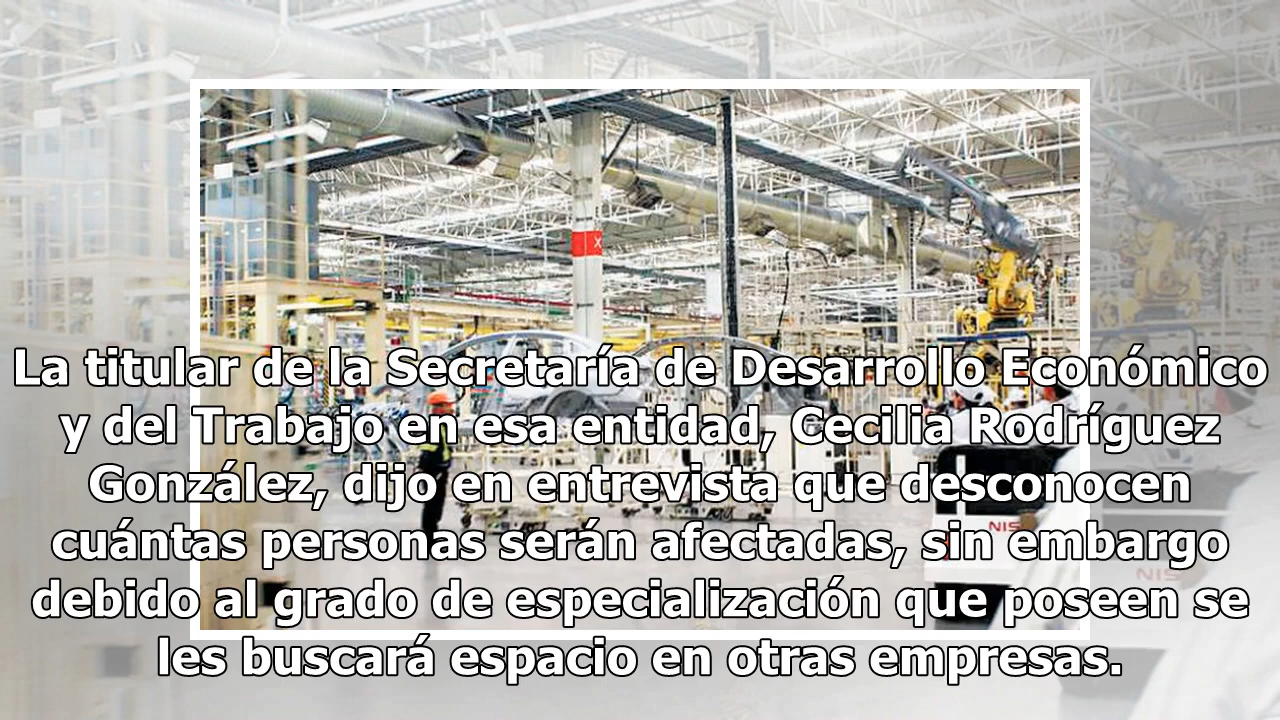 X
La titular de la Secretaría de Desarrollo Económico
y del Trabajo en esa entidad, Cecilia Rodríguez
González, dijo en entrevista que desconocen
cuántas personas serán afectadas, sin embargo
NIS
NIS
debido al grado de especialización que poseen se
les buscará espacio en otras empresas.